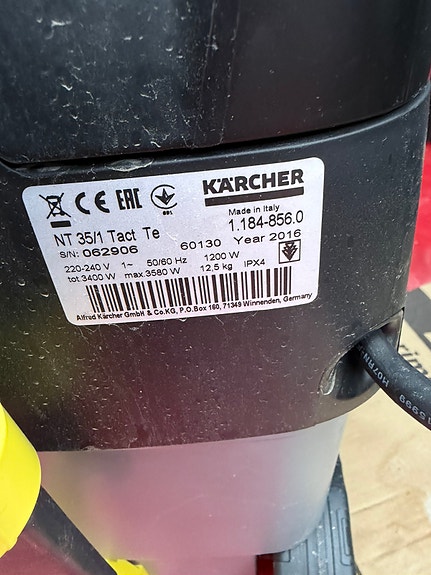 CE EAC KÄRCHER
Made in Italy
NT 35/1 Tact Te 1.184-856.0
S/N: 062906 60130 Year 2016
220-240 V 1~ 50/60 Hz 1200 W
tot.3400 W max.3580 W 12,5 kg IPX4
Alfred Kärcher GmbH & Co.KG, P.O.Box 160, 71349 Winnenden, Germany
H07RN
15999